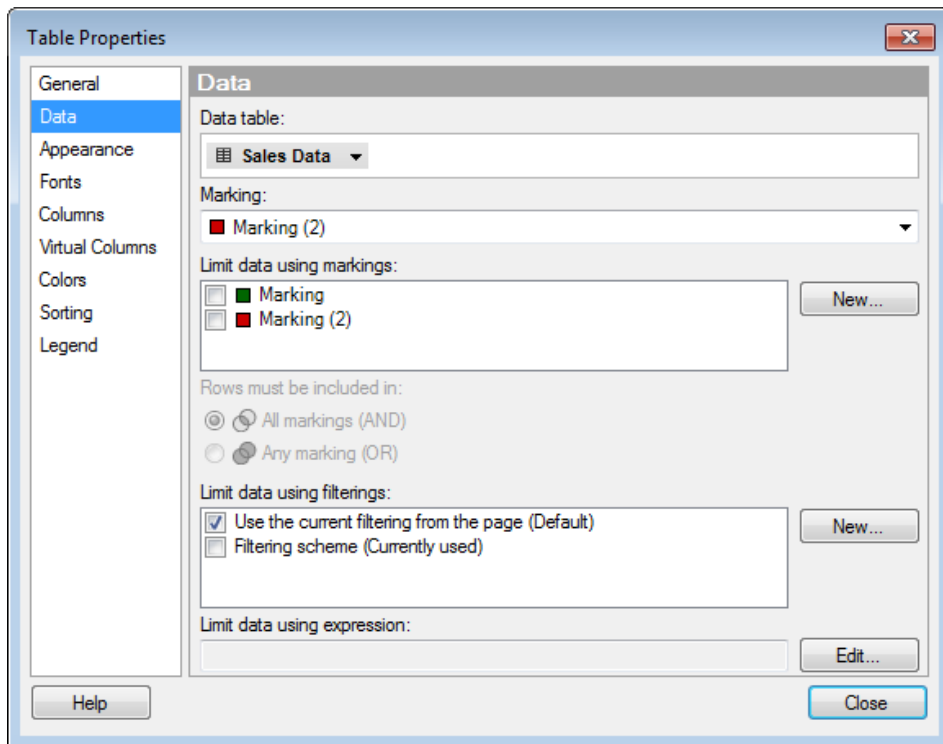 Table Properties
General
Data
Appearance
Fonts
Columns
Virtual Columns
Colors
Sorting
Legend
Data
Data table:
Sales Data
Marking:
Marking (2)
Limit data using markings:
Marking
Marking (2)
New...
Rows must be included in:
All markings (AND)
Any marking (OR)
Limit data using filterings:
Use the current filtering from the page (Default)
Filtering scheme (Currently used)
New...
Limit data using expression:
Edit...
Help
Close